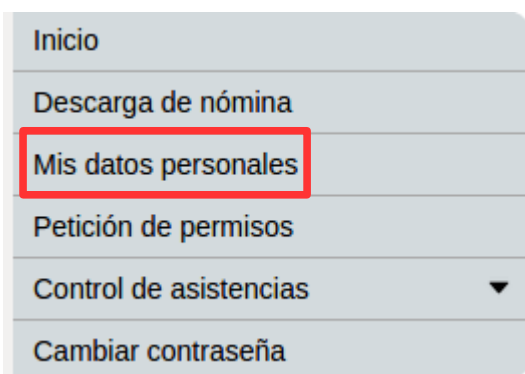 Inicio
Descarga de nómina
Mis datos personales
Petición de permisos
Control de asistencias
Cambiar contraseña